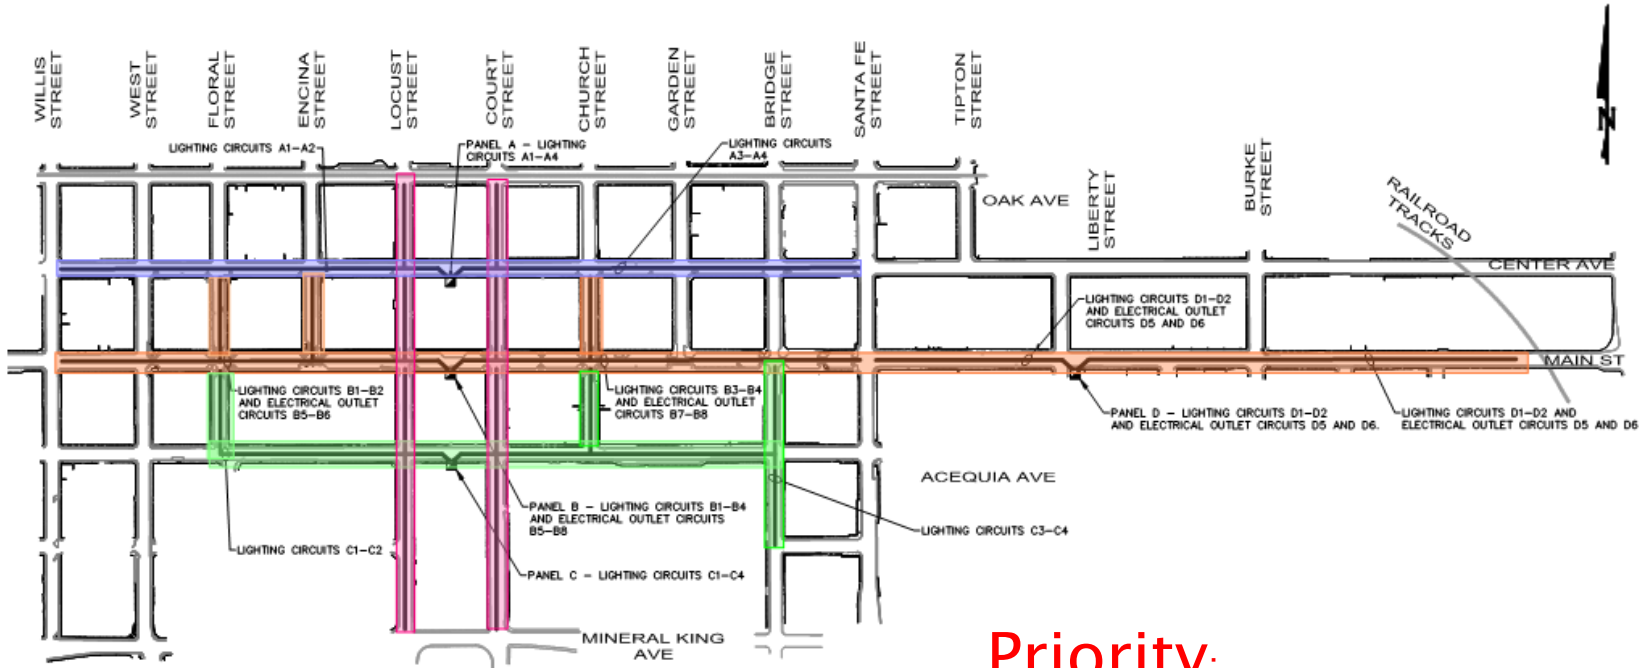 WILLIS
STREET
WEST
STREET
FLORAL
STREET
ENCINA
STREET
LOCUST
STREET
COURT
STREET
CHURCH
STREET
GARDEN
STREET
BRIDGE
STREET
SANTA FE
STREET
TIPTON
STREET
N
LIGHTING CIRCUITS A1-A2
PANEL A - LIGHTING
CIRCUITS A1-A4
LIGHTING CIRCUITS
A3-A4
OAK AVE
LIBERTY
STREET
BURKE
STREET
RAILROAD
TRACKS
CENTER AVE
LIGHTING CIRCUITS D1-D2
AND ELECTRICAL OUTLET
CIRCUITS D5 AND D6
MAIN ST
LIGHTING CIRCUITS B1-B2
AND ELECTRICAL OUTLET
CIRCUITS B5-B6
LIGHTING CIRCUITS B3-B4
AND ELECTRICAL OUTLET
CIRCUITS B7-B8
PANEL D - LIGHTING CIRCUITS D1-D2
AND ELECTRICAL OUTLET CIRCUITS D5 AND D6.
LIGHTING CIRCUITS D1-D2 AND
ELECTRICAL OUTLET CIRCUITS D5 AND D6
ACEQUIA AVE
PANEL B - LIGHTING CIRCUITS B1-B4
AND ELECTRICAL OUTLET CIRCUITS
B5-B8
LIGHTING CIRCUITS C3-C4
LIGHTING CIRCUITS C1-C2
PANEL C - LIGHTING CIRCUITS C1-C4
MINERAL KING
AVE
Priority: